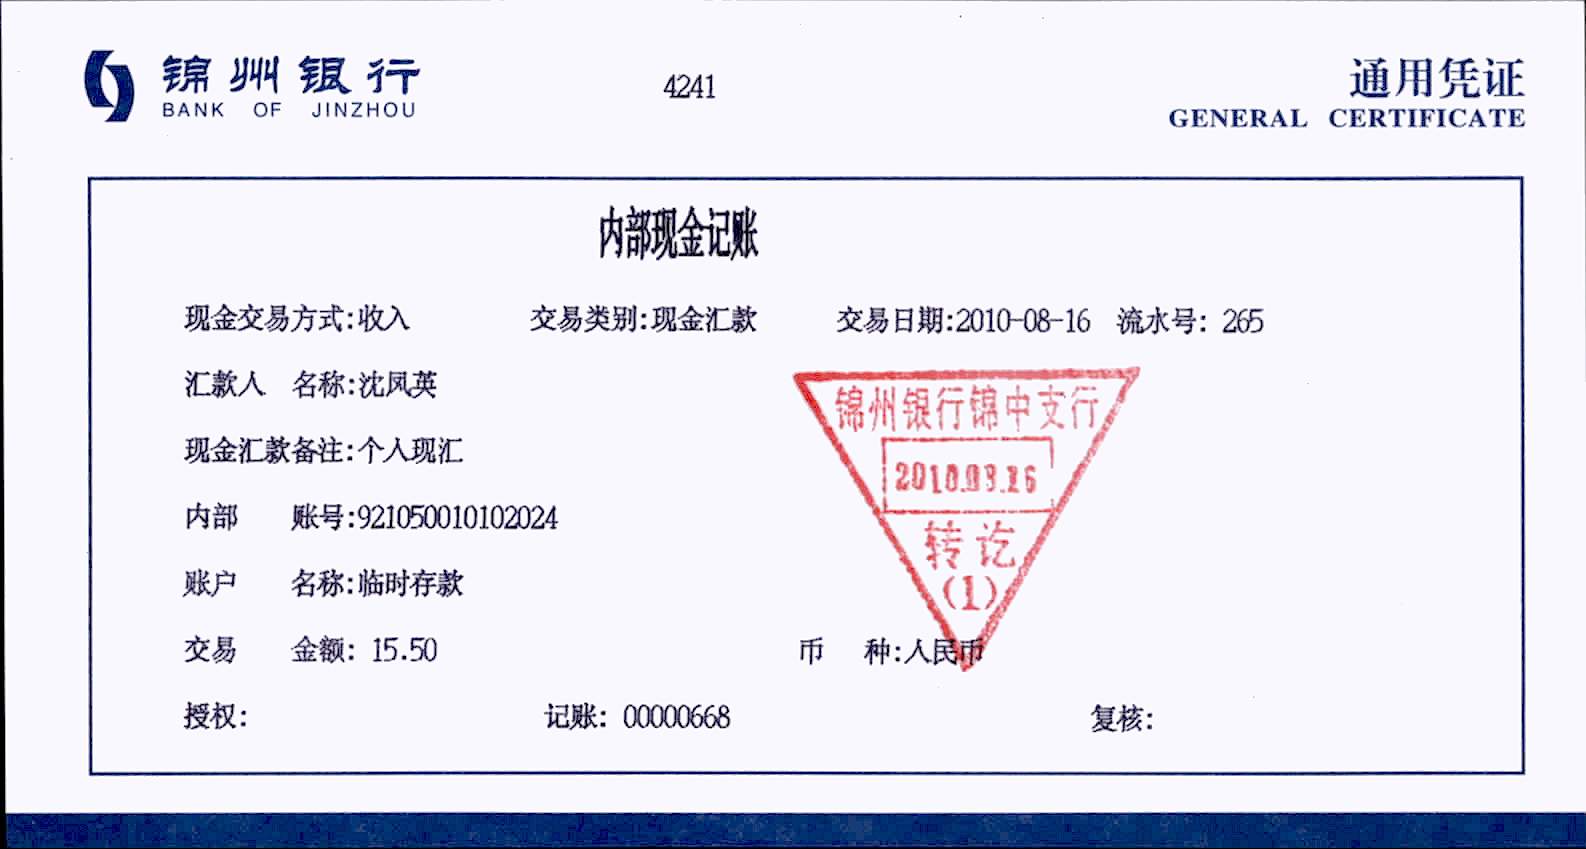 锦州银行
BANK OF JINZHOU
4241
通用凭证
GENERAL CERTIFICATE
内部现金记账
现金交易方式:收入 交易类别:现金汇款 交易日期:2010-08-16 流水号: 265
汇款人 名称:沈凤英
现金汇款备注:个人现汇
内部 账号:921050010102024
账户 名称:临时存款
交易 金额: 15.50 币 种:人民币
授权: 记账: 00000668 复核:
锦州银行锦中支行
转讫
(1)